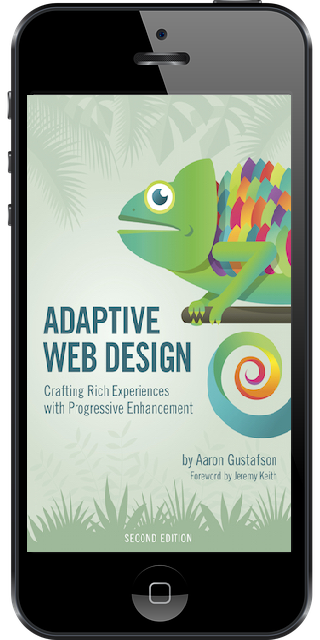 ADAPTIVE
WEB DESIGN
Crafting Rich Experiences
with Progressive Enhancement
by Aaron Gustafson
Foreword by Jeremy Keith
SECOND EDITION